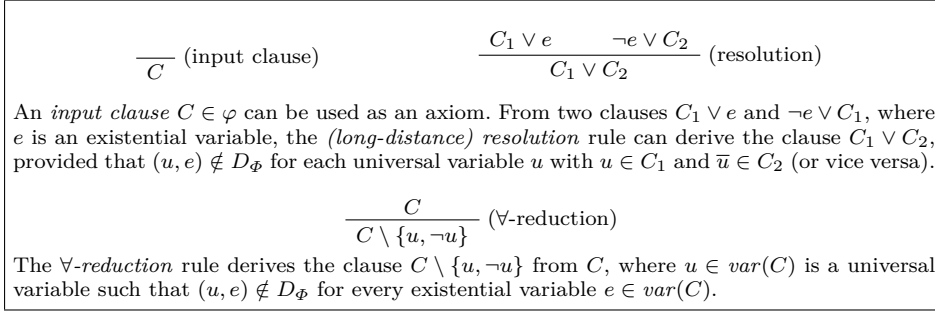 C₁ ∨ e    ¬e ∨ C₂
C (input clause)    C₁ ∨ C₂ (resolution)
An input clause C ∈ φ can be used as an axiom. From two clauses C₁ ∨ e and ¬e ∨ C₁, where
e is an existential variable, the (long-distance) resolution rule can derive the clause C₁ ∨ C₂,
provided that (u, e) ∉ D_Φ for each universal variable u with u ∈ C₁ and u̅ ∈ C₂ (or vice versa).
C
C \ {u, ¬u} (∀-reduction)
The ∀-reduction rule derives the clause C \ {u, ¬u} from C, where u ∈ var(C) is a universal
variable such that (u, e) ∉ D_Φ for every existential variable e ∈ var(C).